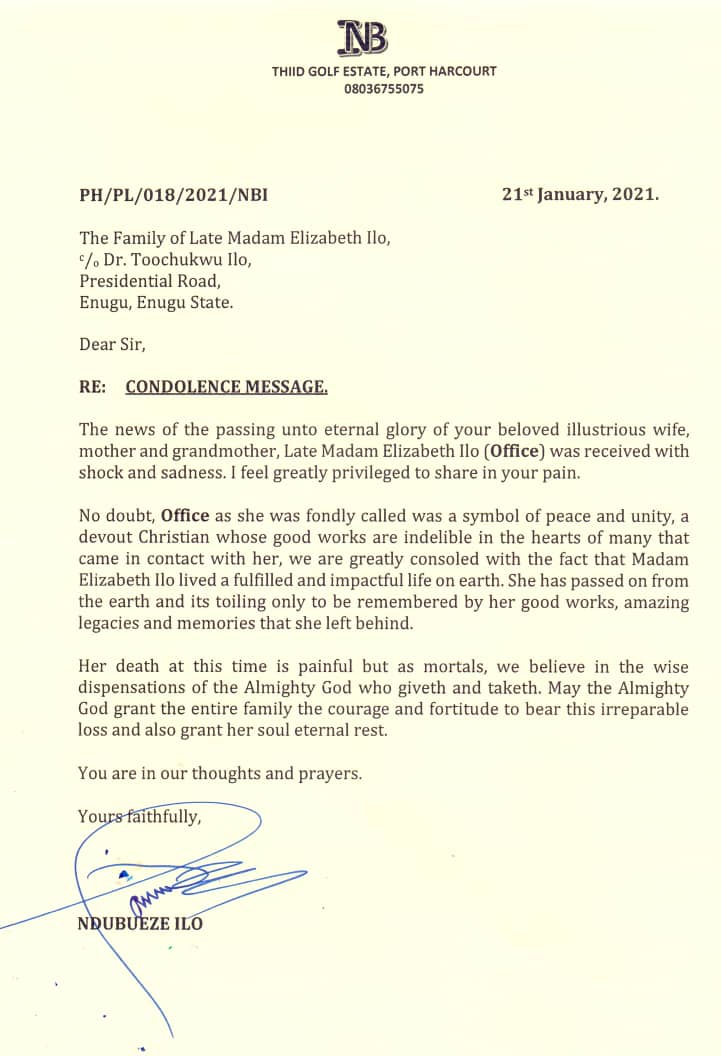 NB
THIID GOLF ESTATE, PORT HARCOURT
08036755075
PH/PL/018/2021/NBI 21st January, 2021.
The Family of Late Madam Elizabeth Ilo,
c/o Dr. Toochukwu Ilo,
Presidential Road,
Enugu, Enugu State.
Dear Sir,
RE: CONDOLENCE MESSAGE.
The news of the passing unto eternal glory of your beloved illustrious wife,
mother and grandmother, Late Madam Elizabeth Ilo (Office) was received with
shock and sadness. I feel greatly privileged to share in your pain.
No doubt, Office as she was fondly called was a symbol of peace and unity, a
devout Christian whose good works are indelible in the hearts of many that
came in contact with her, we are greatly consoled with the fact that Madam
Elizabeth Ilo lived a fulfilled and impactful life on earth. She has passed on from
the earth and its toiling only to be remembered by her good works, amazing
legacies and memories that she left behind.
Her death at this time is painful but as mortals, we believe in the wise
dispensations of the Almighty God who giveth and taketh. May the Almighty
God grant the entire family the courage and fortitude to bear this irreparable
loss and also grant her soul eternal rest.
You are in our thoughts and prayers.
Yours faithfully,
NDUBUEZE ILO